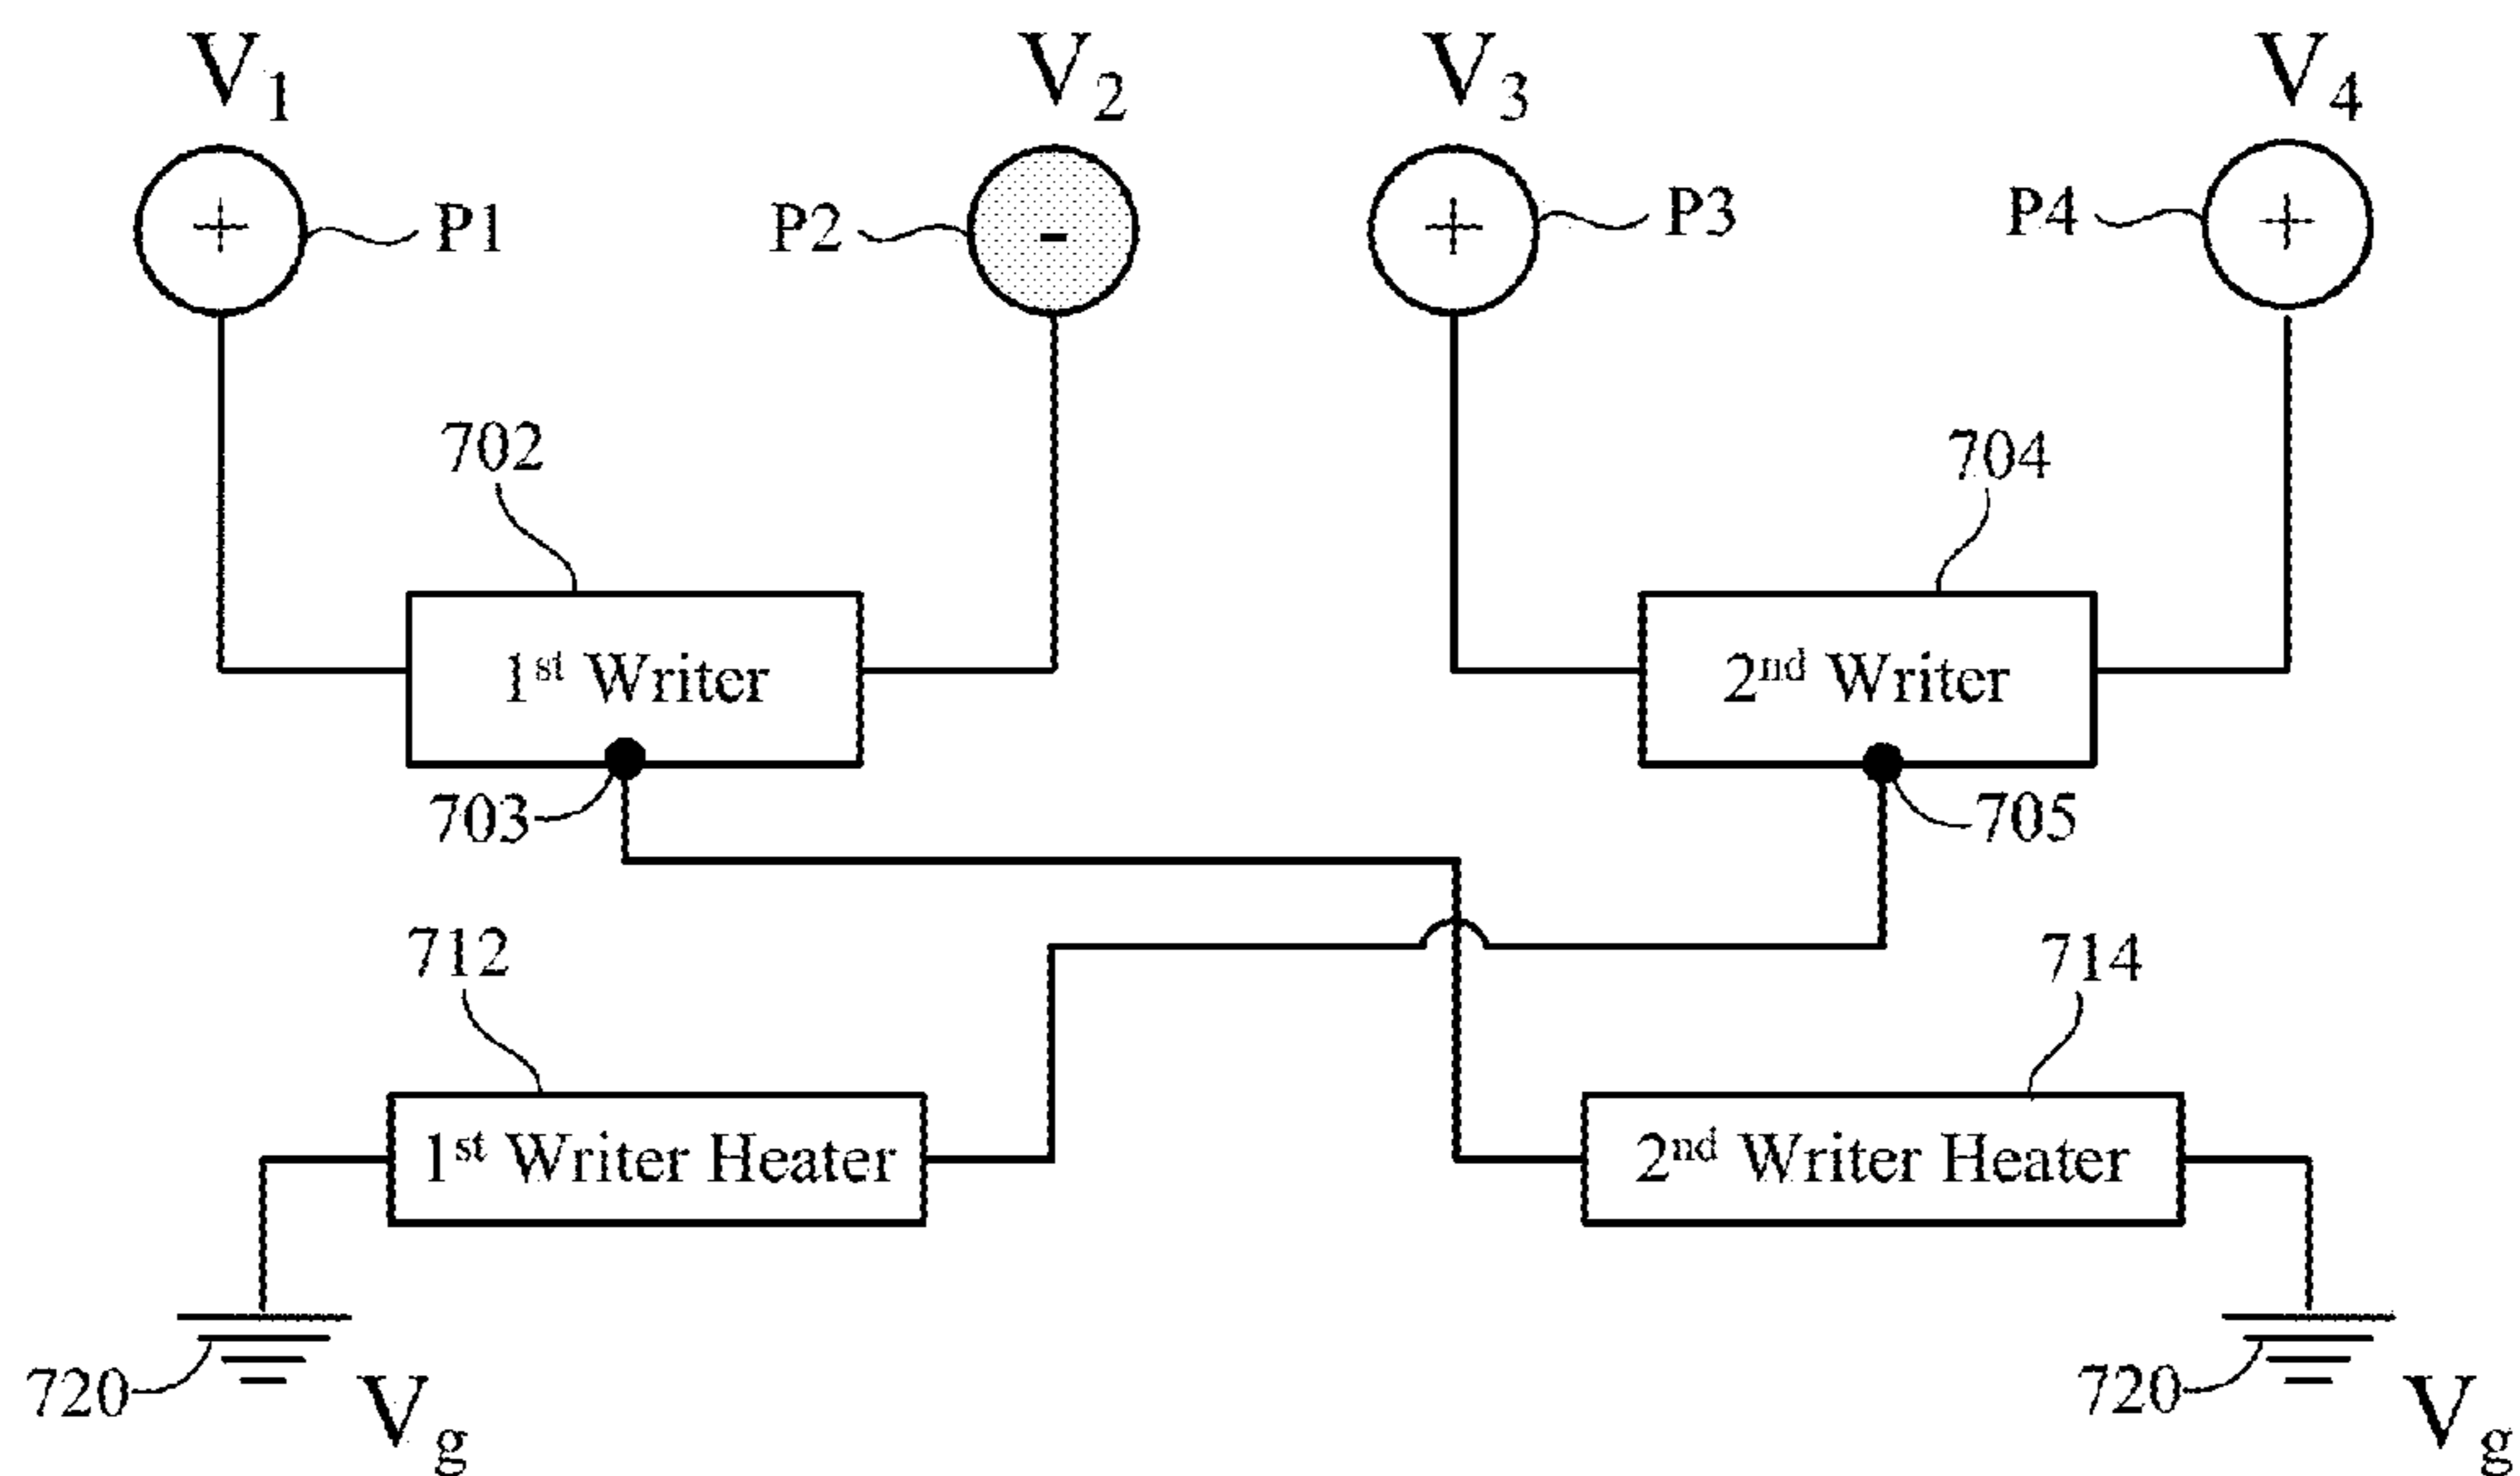 V1 V2 V3 V4
+ - + +
P1 P2 P3 P4
702 704
1st Writer 2nd Writer
703 705
712 714
1st Writer Heater 2nd Writer Heater
720 Vg 720 Vg